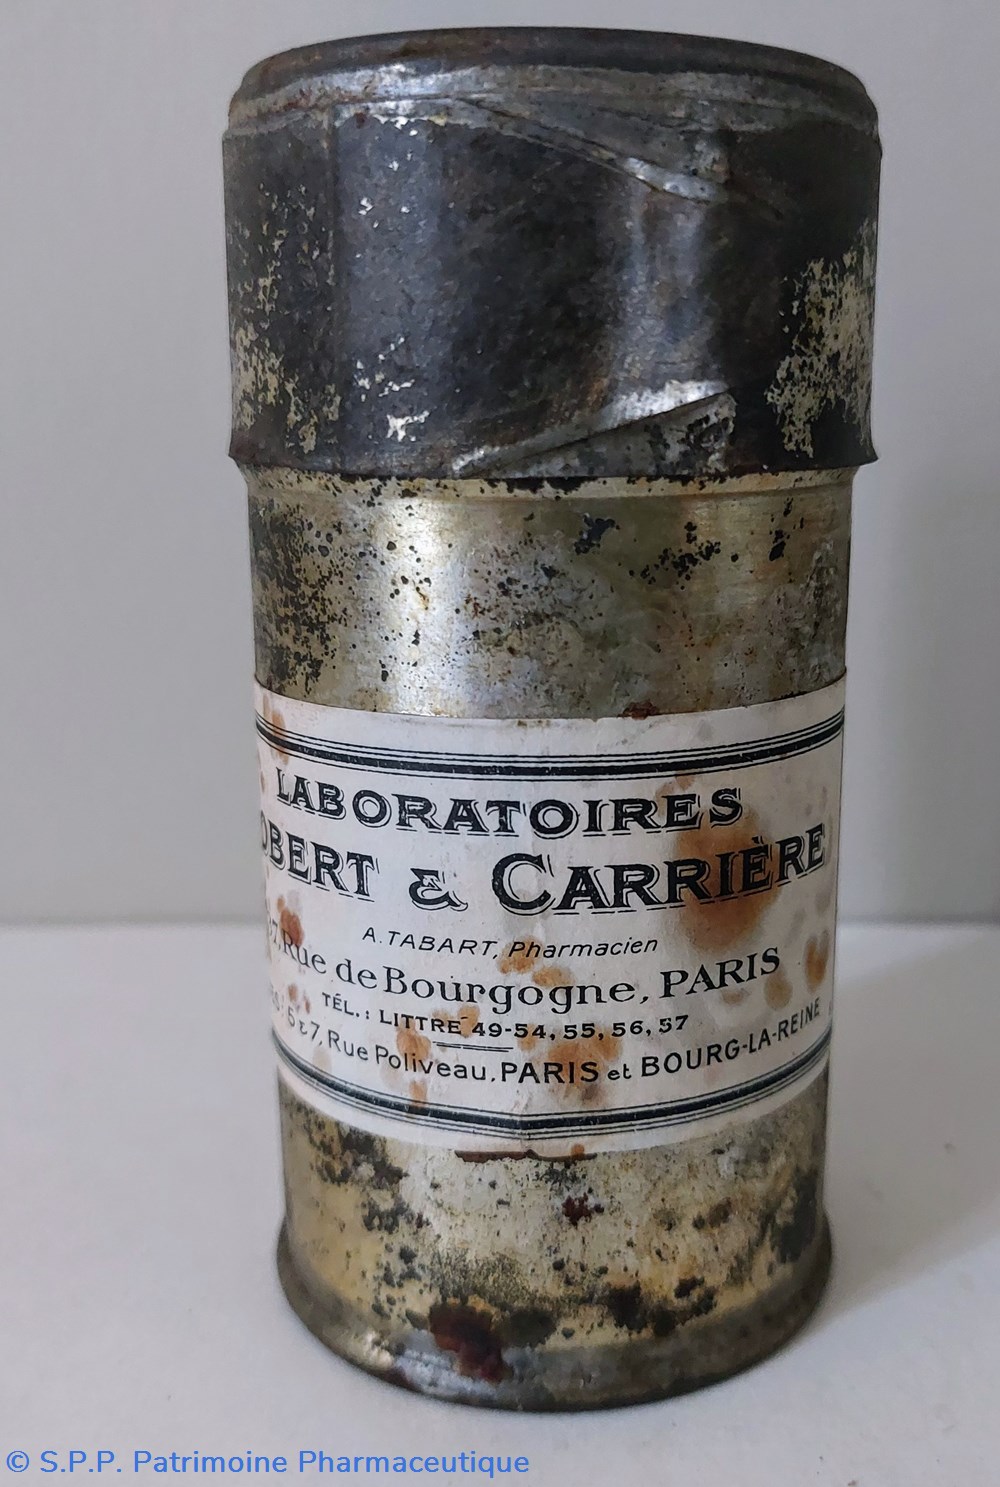 LABORATOIRES
OBERT & CARRIÈRE
A. TABART, Pharmacien
37, Rue de Bourgogne, PARIS
TÉL.: LITTRÉ 49-54, 55, 56, 57
5 & 7, Rue Poliveau, PARIS et BOURG-LA-REINE
© S.P.P. Patrimoine Pharmaceutique